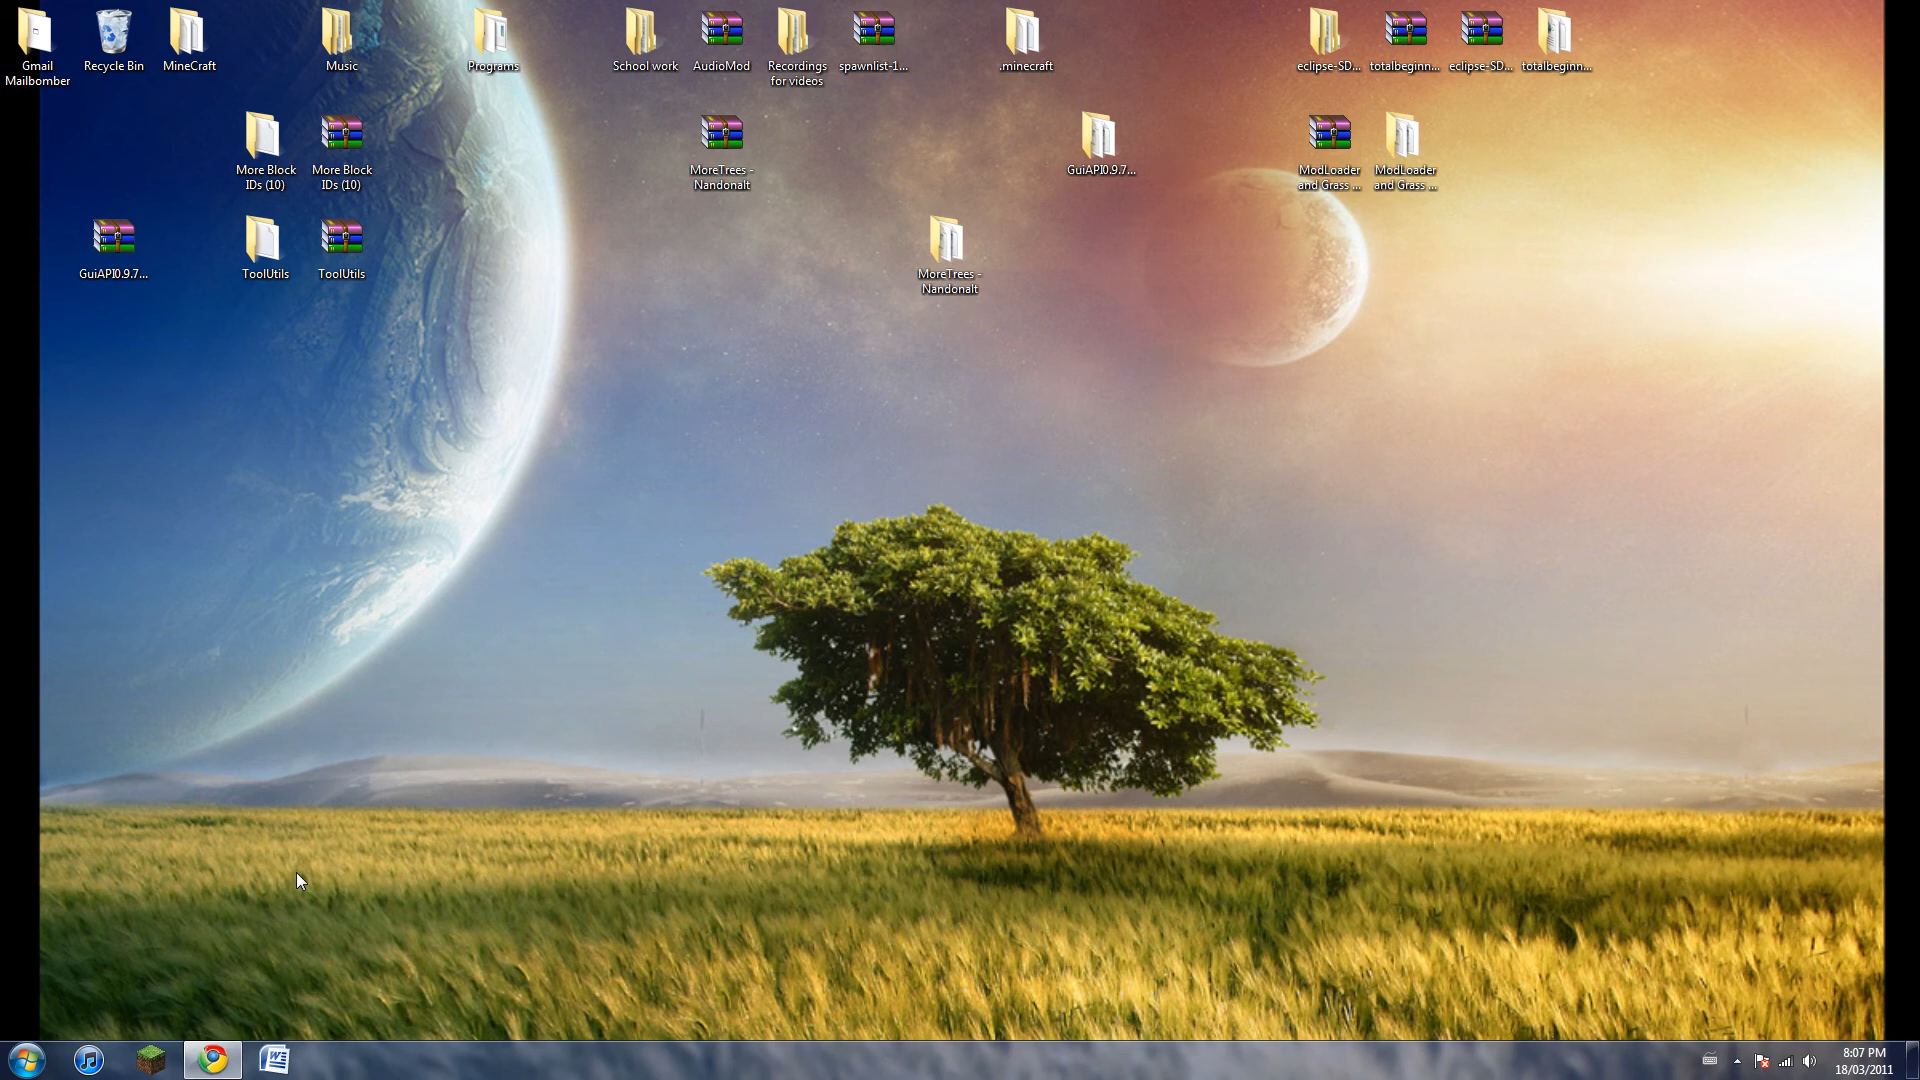 Gmail
Mailbomber
Recycle Bin
MineCraft
Music
Programs
School work
AudioMod
Recordings
for videos
spawnlist-1...
.minecraft
eclipse-SD...
totalbeginn...
eclipse-SD...
totalbeginn...
More Block
IDs (10)
More Block
IDs (10)
MoreTrees -
Nandonalt
GuiAPI0.9.7...
ModLoader
and Grass ...
ModLoader
and Grass ...
GuiAPI0.9.7...
ToolUtils
ToolUtils
MoreTrees -
Nandonalt
8:07 PM
18/03/2011